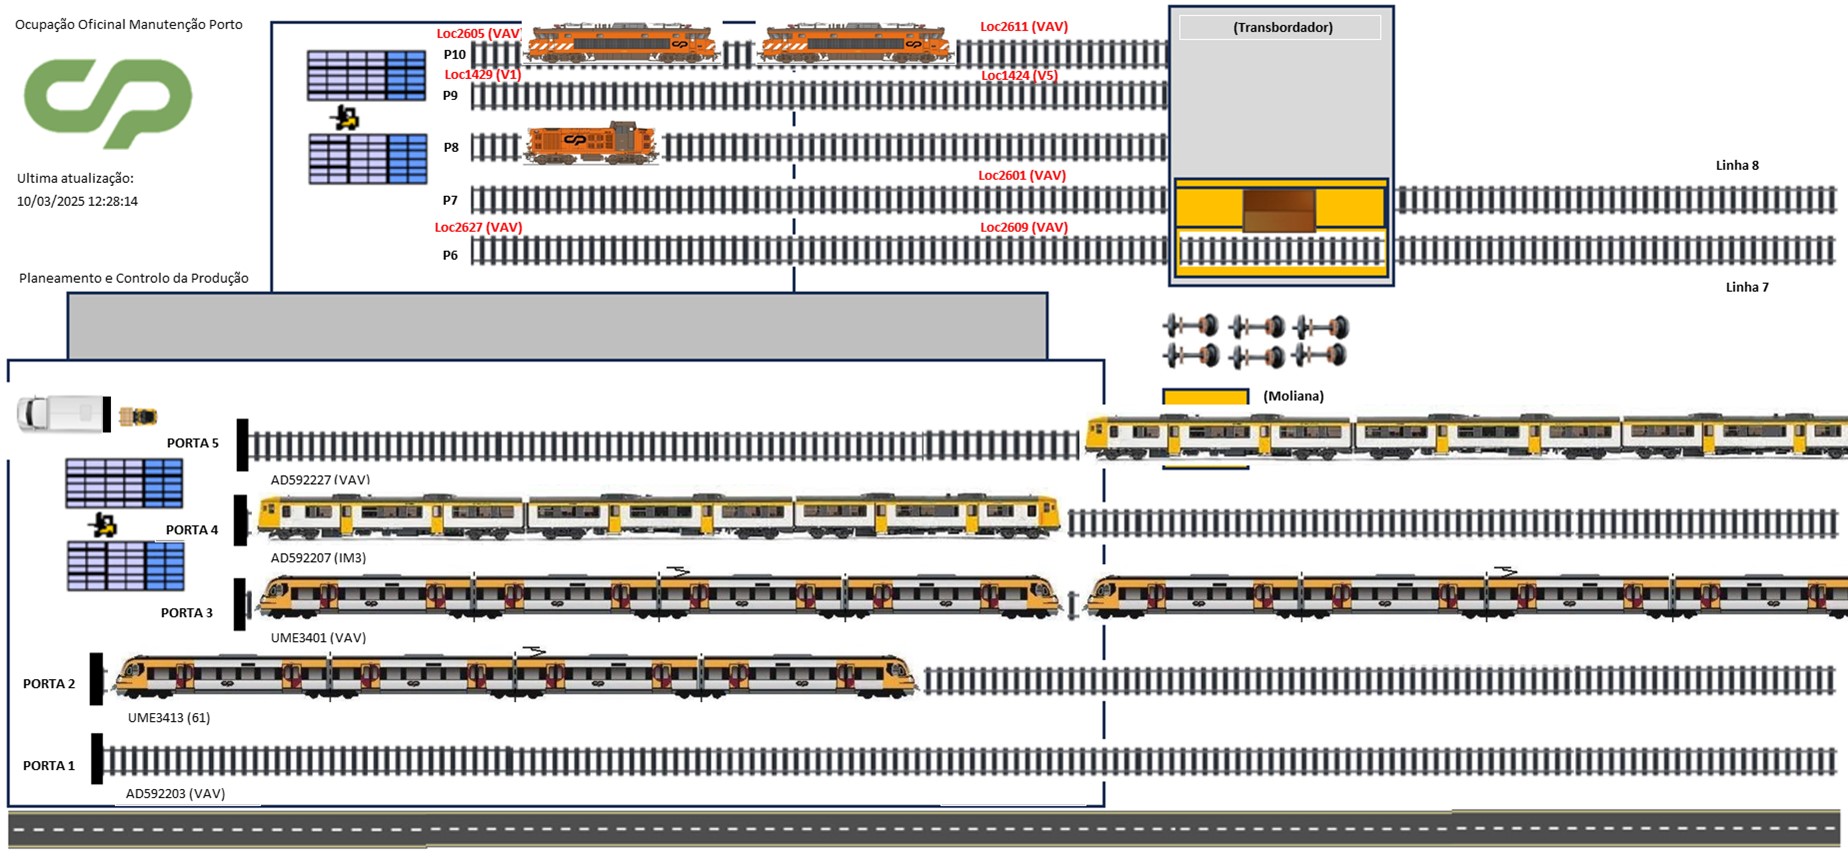 Ocupação Oficinal Manutenção Porto
Ultima atualização:
10/03/2025 12:28:14
Planeamento e Controlo da Produção
Loc2605 (VAV)
Loc2611 (VAV)
P10
Loc1429 (V1)
Loc1424 (V5)
P9
P8
Loc2601 (VAV)
P7
Loc2627 (VAV)
Loc2609 (VAV)
P6
(Transbordador)
Linha 8
Linha 7
(Moliana)
PORTA 5
AD592227 (VAV)
PORTA 4
AD592207 (IM3)
PORTA 3
UME3401 (VAV)
PORTA 2
UME3413 (61)
PORTA 1
AD592203 (VAV)